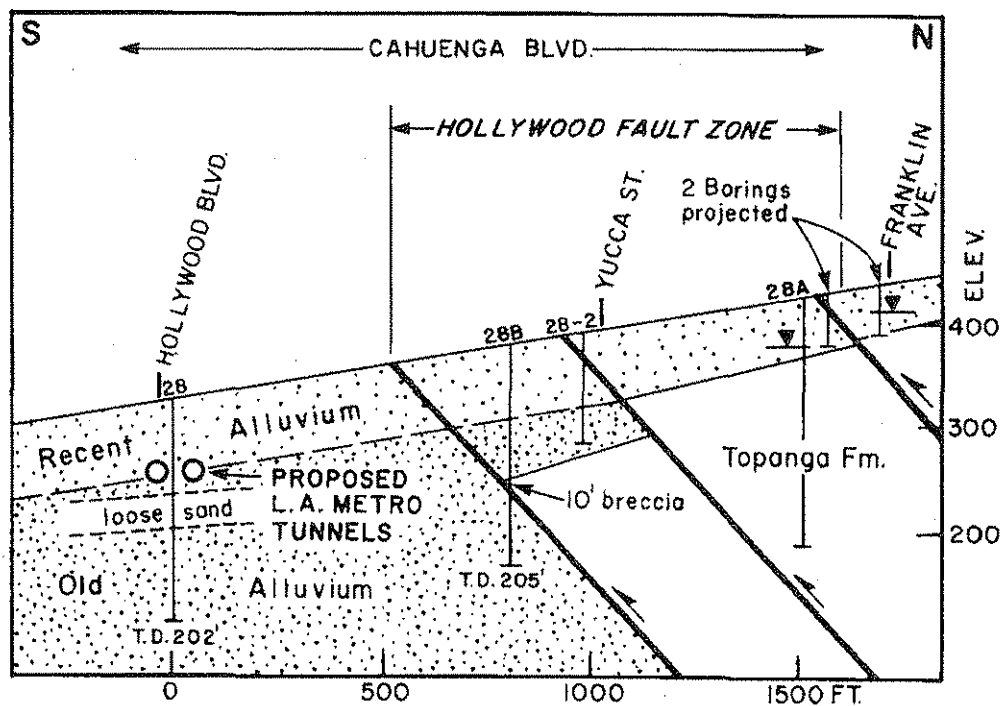 S
N
CAHUENGA BLVD.
HOLLYWOOD FAULT ZONE
HOLLYWOOD BLVD.
YUCCA ST.
2 Borings
projected
FRANKLIN
AVE.
ELEV.
28
28B
28-2
28A
400
300
200
Recent Alluvium
PROPOSED
L.A. METRO
TUNNELS
loose sand
10' breccia
Topanga Fm.
Old Alluvium
T.D. 202'
T.D. 205'
0
500
1000
1500 FT.